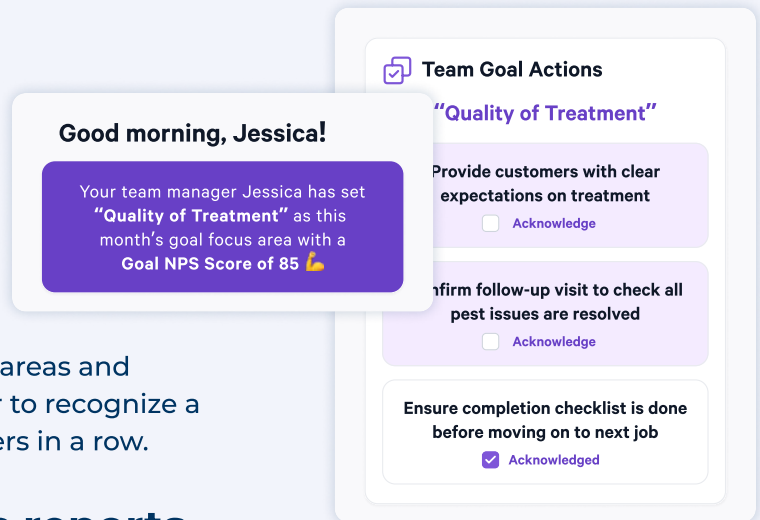 Team Goal Actions
"Quality of Treatment"
Provide customers with clear
expectations on treatment
Acknowledge
follow-up visit to check all
pest issues are resolved
Acknowledge
Ensure completion checklist is done
before moving on to next job
Acknowledged
Good morning, Jessica!
Your team manager Jessica has set
"Quality of Treatment" as this
month's goal focus area with a
Goal NPS Score of 85 💪
areas and
to recognize a
in a row.
reports